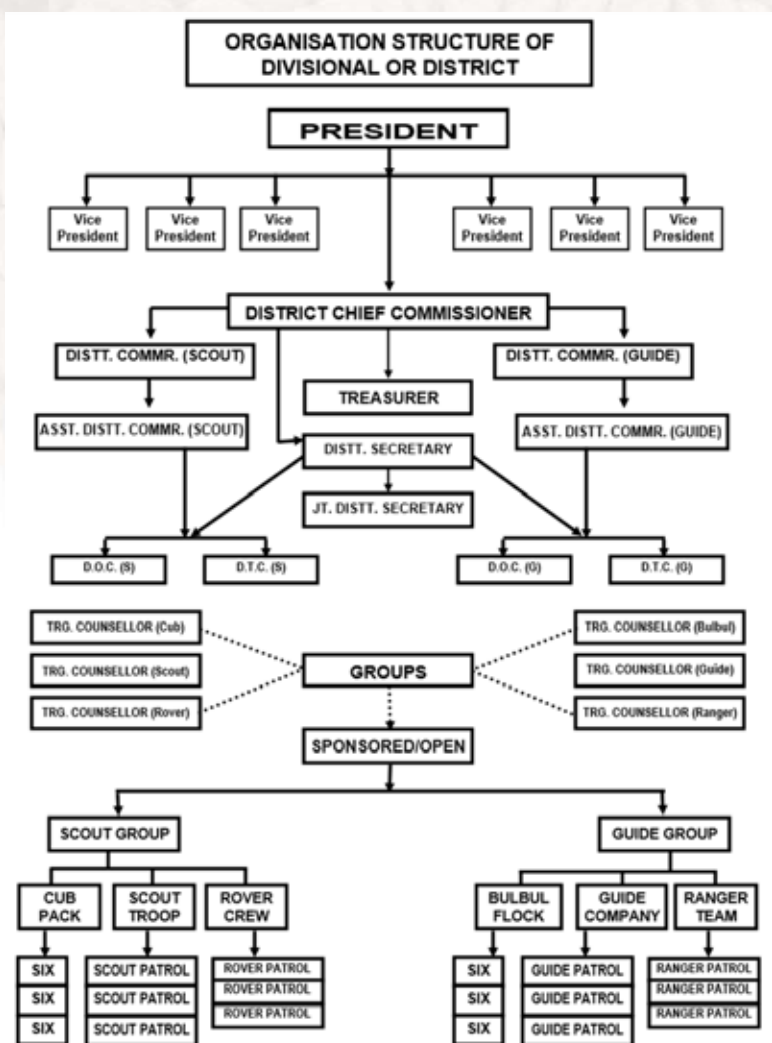 ORGANISATION STRUCTURE OF
DIVISIONAL OR DISTRICT
PRESIDENT
Vice
President
Vice
President
Vice
President
Vice
President
Vice
President
Vice
President
DISTRICT CHIEF COMMISSIONER
DISTT. COMMR. (SCOUT)
DISTT. COMMR. (GUIDE)
TREASURER
ASST. DISTT. COMMR. (SCOUT)
ASST. DISTT. COMMR. (GUIDE)
DISTT. SECRETARY
JT. DISTT. SECRETARY
D.O.C. (S)
D.T.C. (S)
D.O.C. (G)
D.T.C. (G)
TRG. COUNSELLOR (Cub)
TRG. COUNSELLOR (Bulbul)
TRG. COUNSELLOR (Scout)
GROUPS
TRG. COUNSELLOR (Guide)
TRG. COUNSELLOR (Rover)
TRG. COUNSELLOR (Ranger)
SPONSORED/OPEN
SCOUT GROUP
GUIDE GROUP
CUB
PACK
SCOUT
TROOP
ROVER
CREW
BULBUL
FLOCK
GUIDE
COMPANY
RANGER
TEAM
SIX
SCOUT PATROL
ROVER PATROL
SIX
GUIDE PATROL
RANGER PATROL
SIX
SCOUT PATROL
ROVER PATROL
SIX
GUIDE PATROL
RANGER PATROL
SIX
SCOUT PATROL
ROVER PATROL
SIX
GUIDE PATROL
RANGER PATROL